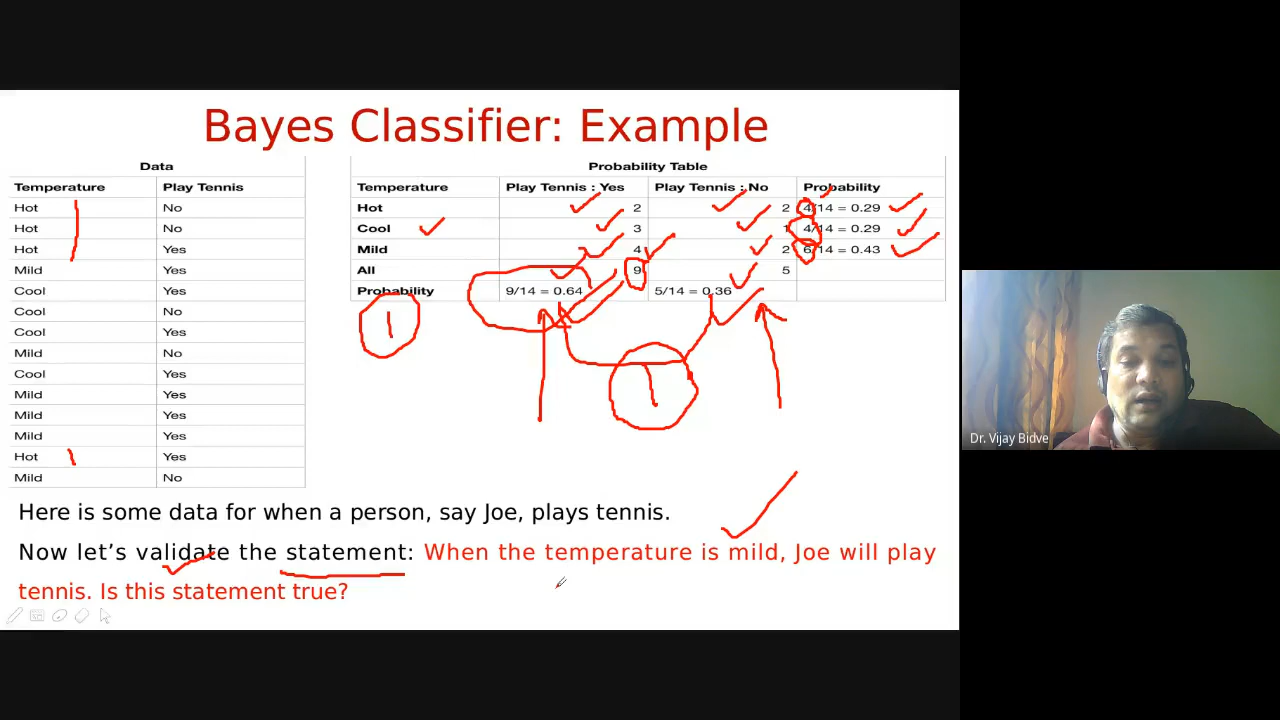 Bayes Classifier: Example
Data
Temperature Play Tennis
Hot No
Hot No
Hot Yes
Mild Yes
Cool Yes
Cool No
Cool Yes
Mild No
Cool Yes
Mild Yes
Mild Yes
Mild Yes
Hot Yes
Mild No
Probability Table
Temperature Play Tennis : Yes Play Tennis : No Probability
Hot 2 2 4/14 = 0.29
Cool 3 1 4/14 = 0.29
Mild 4 2 6/14 = 0.43
All 9 5
Probability 9/14 = 0.64 5/14 = 0.36
1
1
Here is some data for when a person, say Joe, plays tennis.
Now let’s validate the statement: When the temperature is mild, Joe will play
tennis. Is this statement true?
Dr. Vijay Bidve